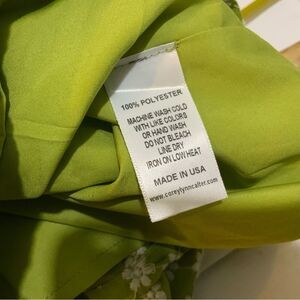 100% POLYESTER
MACHINE WASH COLD
WITH LIKE COLORS
OR HAND WASH
DO NOT BLEACH
LINE DRY
IRON ON LOW HEAT
MADE IN USA
www.coreylynncalter.com